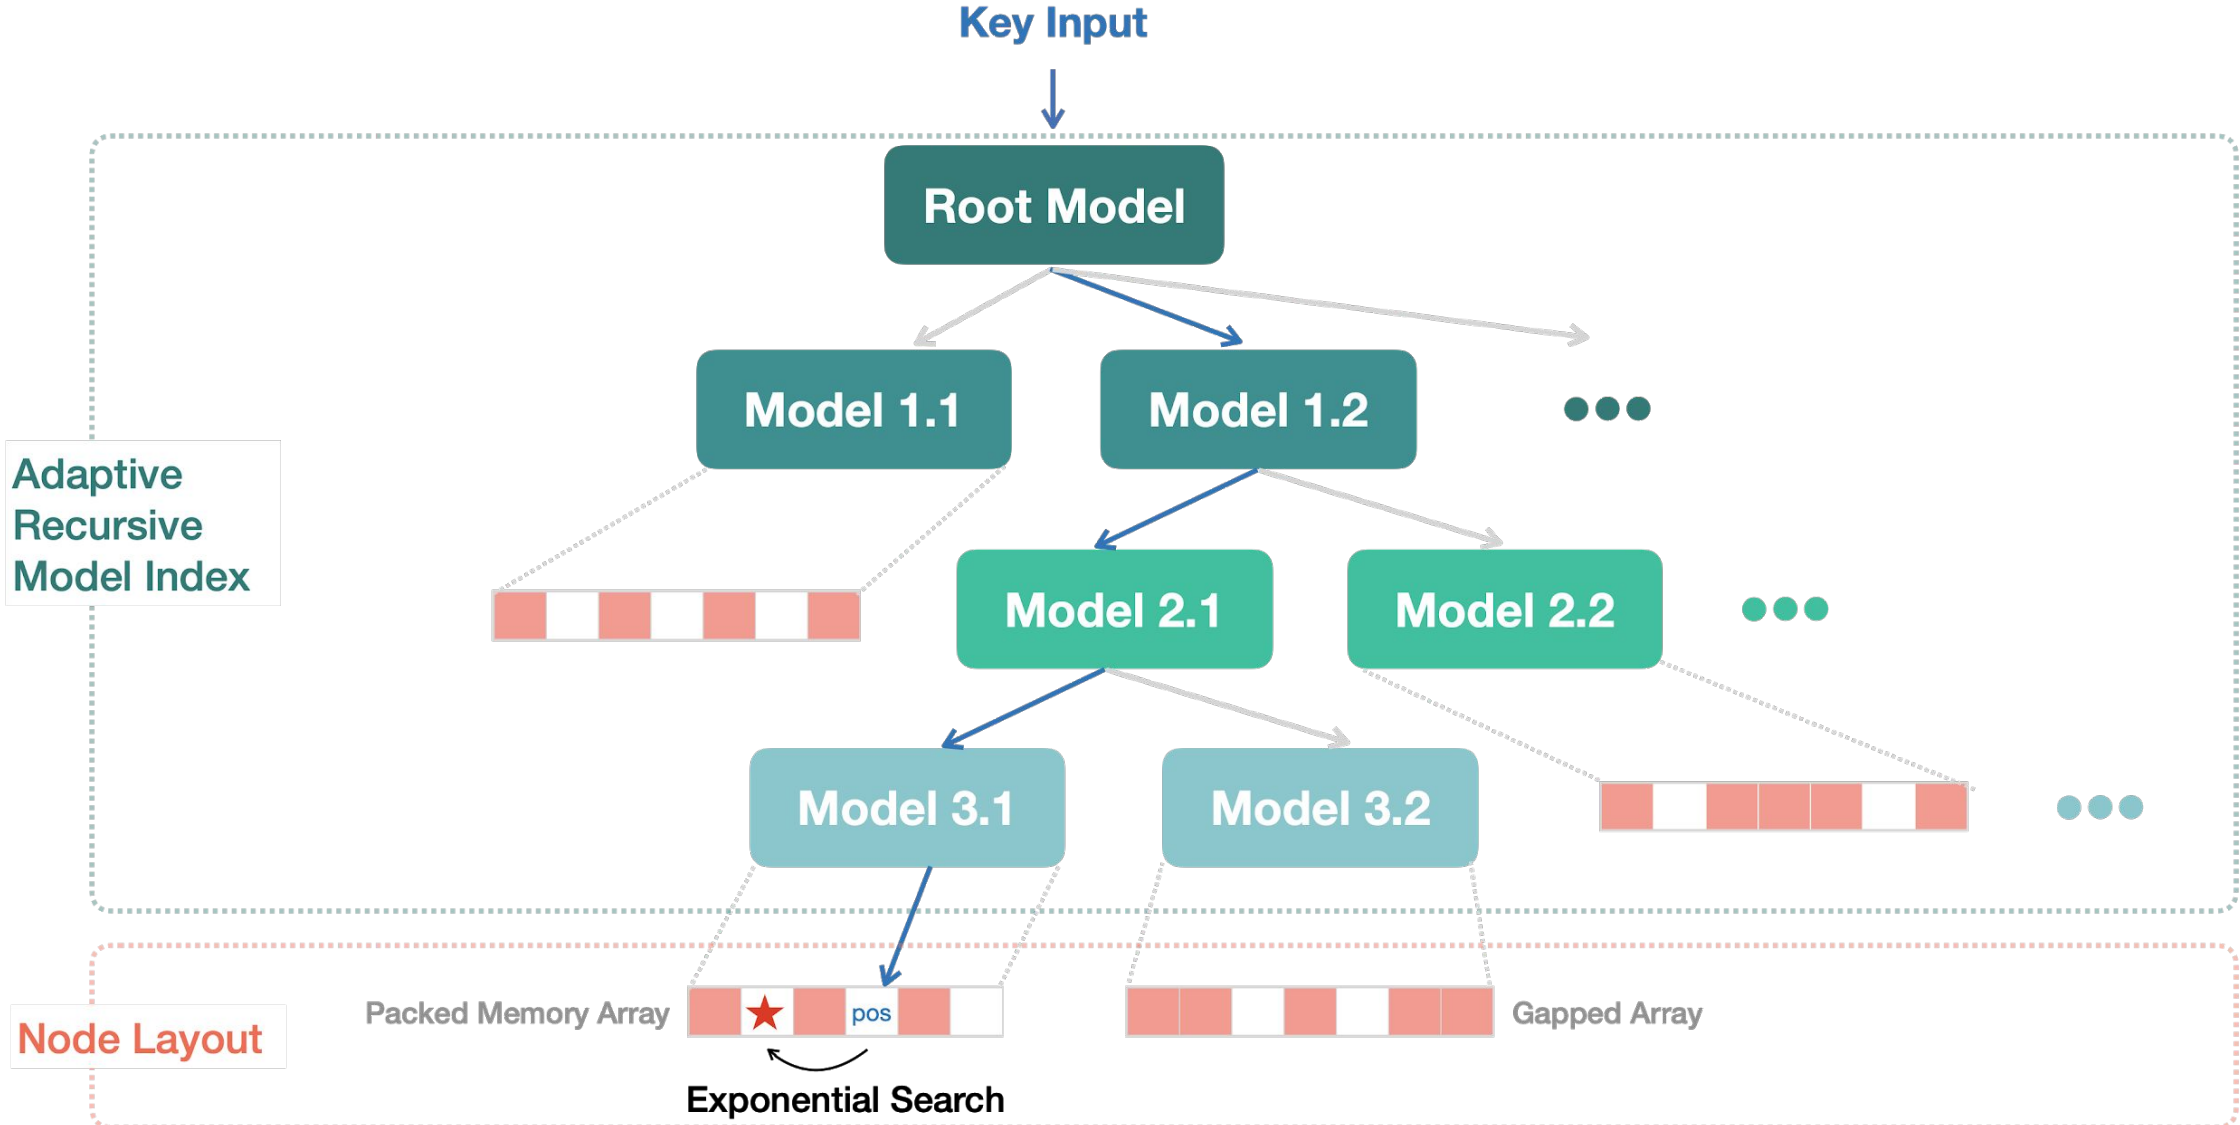 Key Input
Root Model
Model 1.1
Model 1.2
Adaptive
Recursive
Model Index
Model 2.1
Model 2.2
Model 3.1
Model 3.2
Packed Memory Array
pos
Gapped Array
Node Layout
Exponential Search